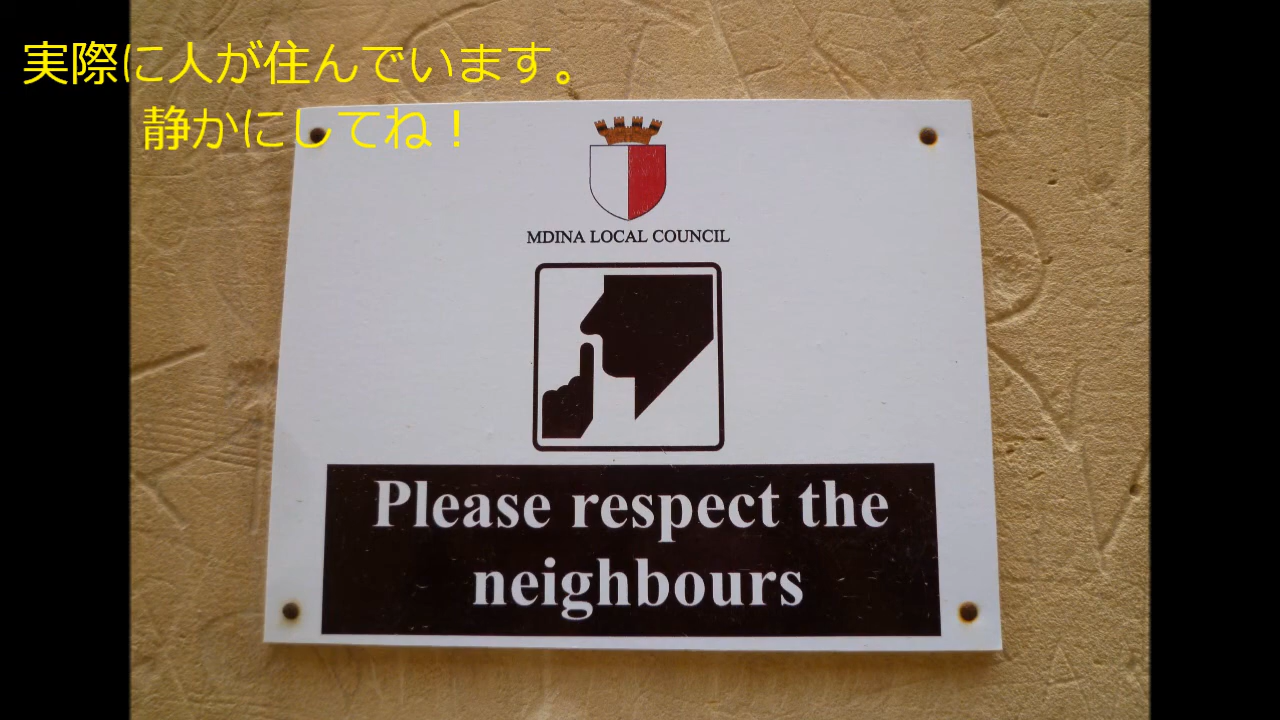 実際に人が住んでいます。
静かにしてね！
MDINA LOCAL COUNCIL
Please respect the
neighbours